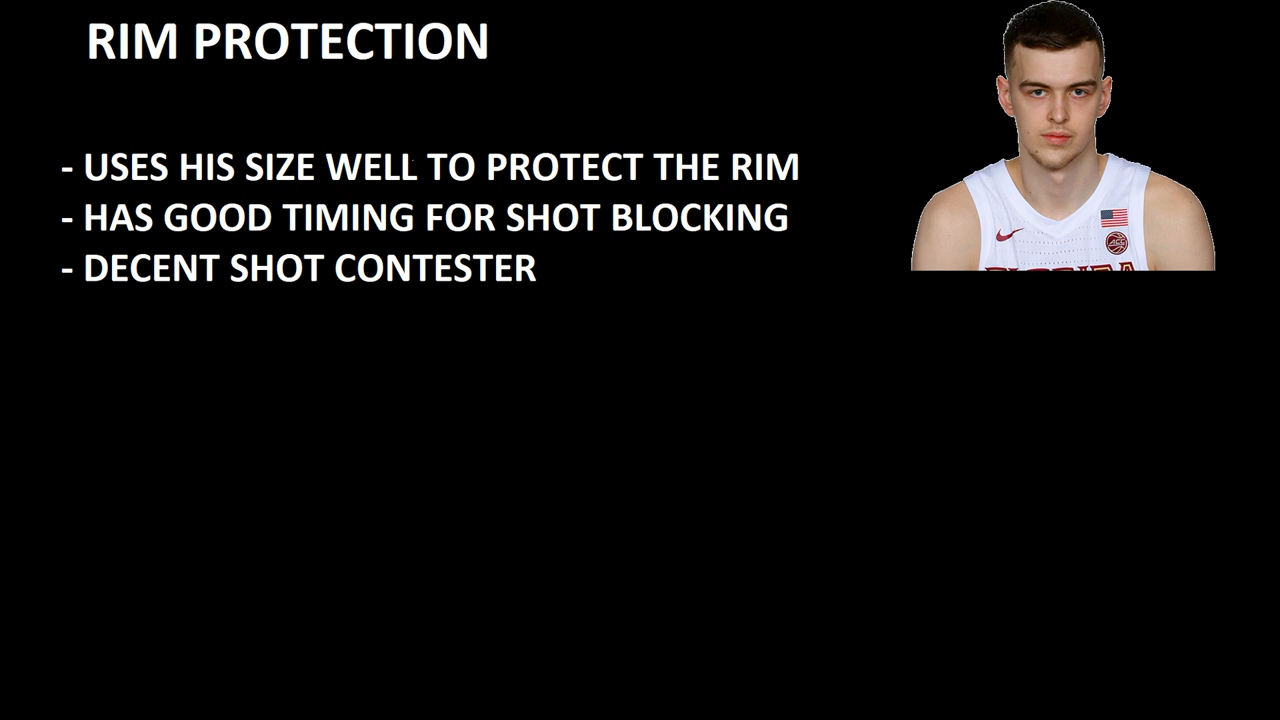 RIM PROTECTION
- USES HIS SIZE WELL TO PROTECT THE RIM
- HAS GOOD TIMING FOR SHOT BLOCKING
- DECENT SHOT CONTESTER
ACC